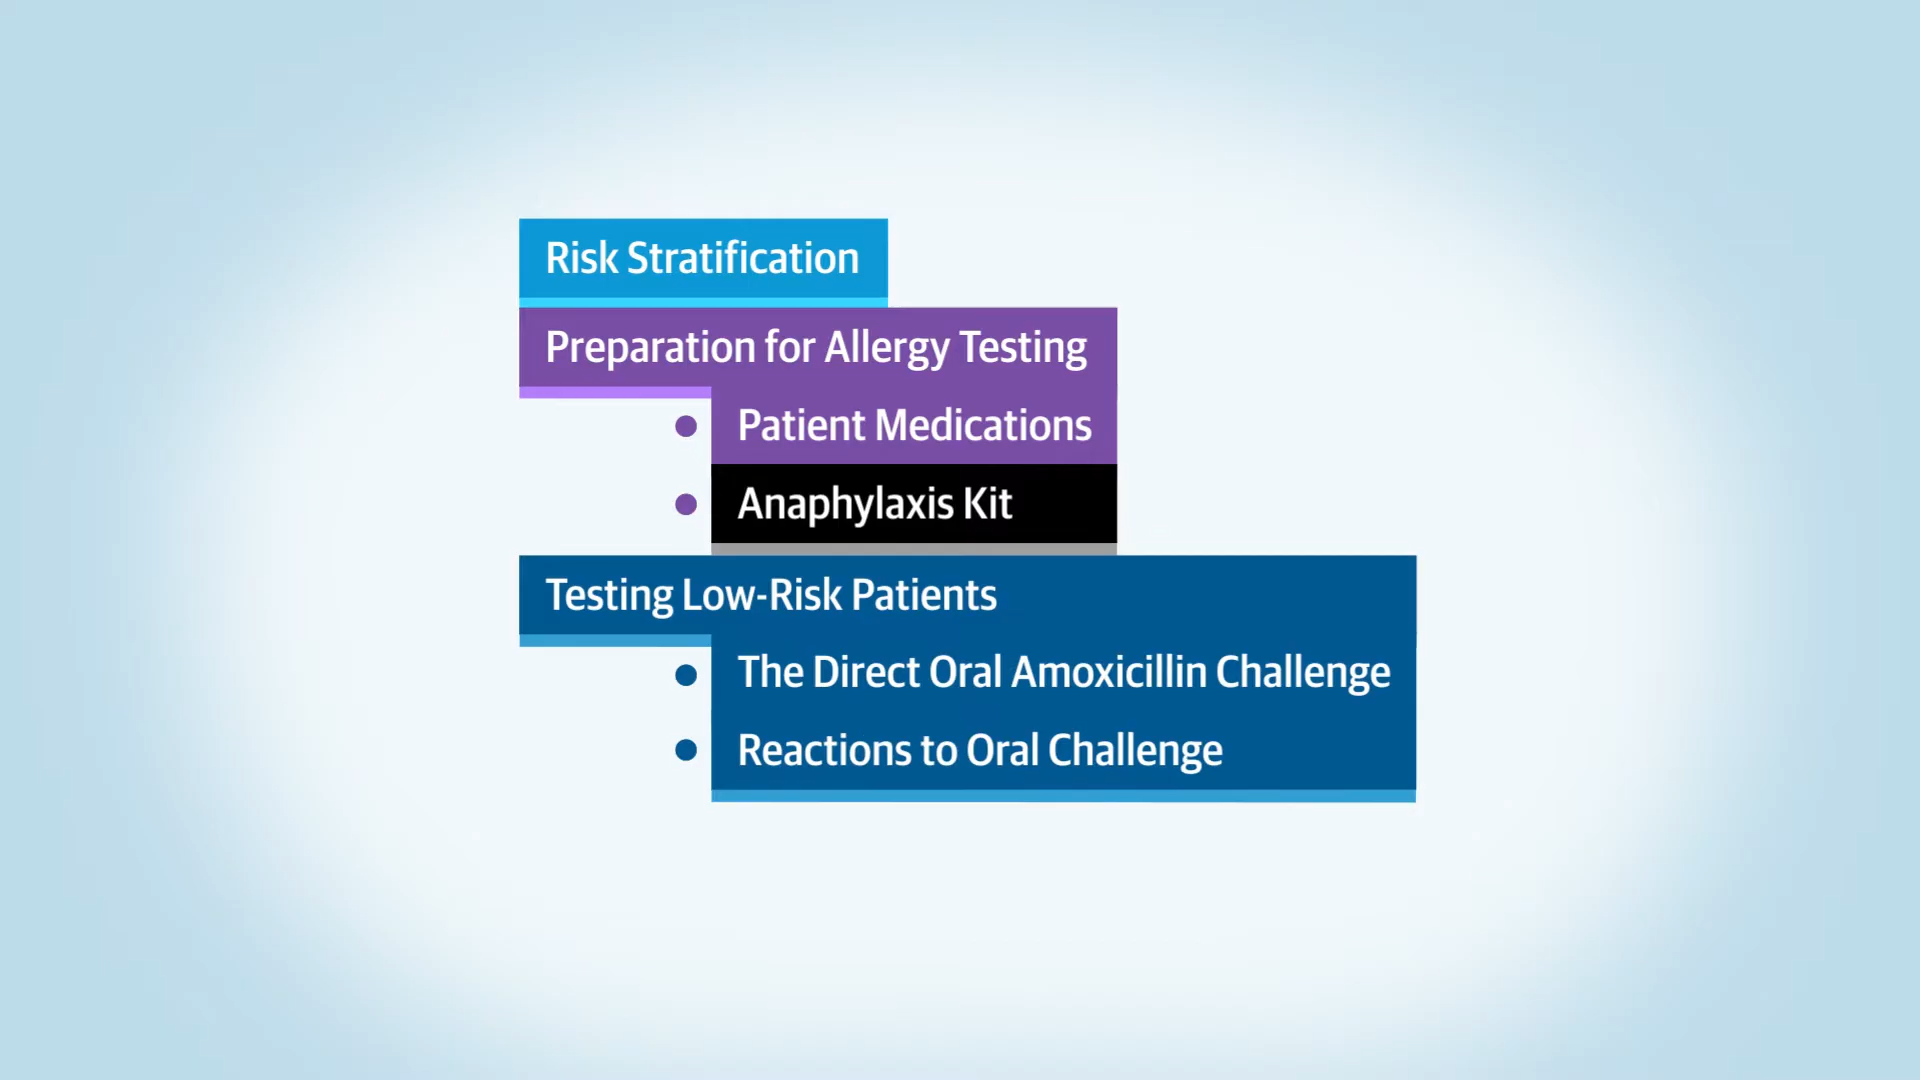 Risk Stratification
Preparation for Allergy Testing
• Patient Medications
• Anaphylaxis Kit
Testing Low-Risk Patients
• The Direct Oral Amoxicillin Challenge
• Reactions to Oral Challenge